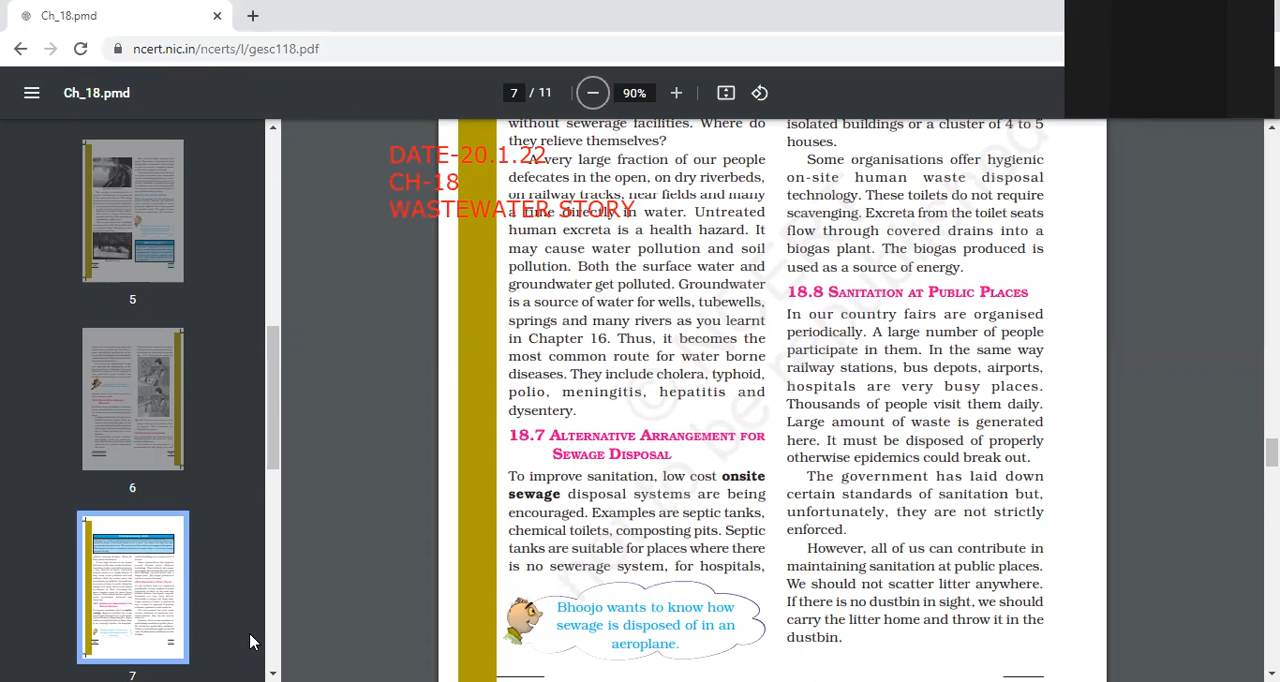 Ch_18.pmd
ncert.nic.in/ncerts/l/gesc118.pdf
Ch_18.pmd
7 / 11
90%
5
6
7
DATE-20.1.22
CH-18
WASTEWATER STORY
without sewerage facilities. Where do
they relieve themselves?
A very large fraction of our people
defecates in the open, on dry riverbeds,
on railway tracks, near fields and many
a time directly in water. Untreated
human excreta is a health hazard. It
may cause water pollution and soil
pollution. Both the surface water and
groundwater get polluted. Groundwater
is a source of water for wells, tubewells,
springs and many rivers as you learnt
in Chapter 16. Thus, it becomes the
most common route for water borne
diseases. They include cholera, typhoid,
polio, meningitis, hepatitis and
dysentery.
18.7 ALTERNATIVE ARRANGEMENT FOR
SEWAGE DISPOSAL
To improve sanitation, low cost onsite
sewage disposal systems are being
encouraged. Examples are septic tanks,
chemical toilets, composting pits. Septic
tanks are suitable for places where there
is no sewerage system, for hospitals,
Boojho wants to know how
sewage is disposed of in an
aeroplane.
isolated buildings or a cluster of 4 to 5
houses.
Some organisations offer hygienic
on-site human waste disposal
technology. These toilets do not require
scavenging. Excreta from the toilet seats
flow through covered drains into a
biogas plant. The biogas produced is
used as a source of energy.
18.8 SANITATION AT PUBLIC PLACES
In our country fairs are organised
periodically. A large number of people
participate in them. In the same way
railway stations, bus depots, airports,
hospitals are very busy places.
Thousands of people visit them daily.
Large amount of waste is generated
here. It must be disposed of properly
otherwise epidemics could break out.
The government has laid down
certain standards of sanitation but,
unfortunately, they are not strictly
enforced.
However, all of us can contribute in
maintaining sanitation at public places.
We should not scatter litter anywhere.
If there is no dustbin in sight, we should
carry the litter home and throw it in the
dustbin.